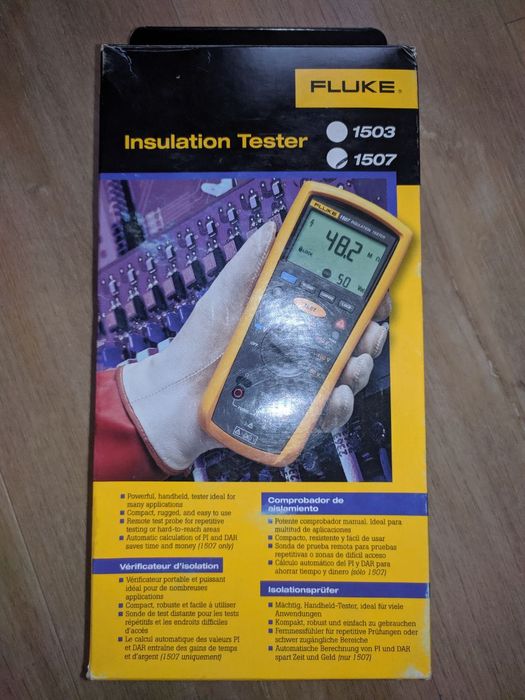 FLUKE®
Insulation Tester
1503
1507
FLUKE 1507 INSULATION TESTER
48.2 M Ω
LOCK
50
TEST
OFF
Powerful, handheld, tester ideal for
many applications
Compact, rugged, and easy to use
Remote test probe for repetitive
testing or hard-to-reach areas
Automatic calculation of PI and DAR
saves time and money (1507 only)
Vérificateur d'isolation
Vérificateur portable et puissant
idéal pour de nombreuses
applications
Compact, robuste et facile à utiliser
Sonde de test distante pour les tests
répétitifs et les endroits difficiles
d'accès
Le calcul automatique des valeurs PI
et DAR entraîne des gains de temps
et d'argent (1507 uniquement)
Comprobador de
aislamiento
Potente comprobador manual. Ideal para
multitud de aplicaciones
Compacto, resistente y fácil de usar
Sonda de prueba remota para pruebas
repetitivas o zonas de difícil acceso
Cálculo automático del PI y DAR para
ahorrar tiempo y dinero (sólo 1507)
Isolationsprüfer
Mächtig, Handheld-Tester, ideal für viele
Anwendungen
Kompakt, robust und einfach zu gebrauchen
Fernmessfühler für repetitive Prüfungen oder
schwer zugängliche Bereiche
Automatische Berechnung von PI und DAR
spart Zeit und Geld (nur 1507)